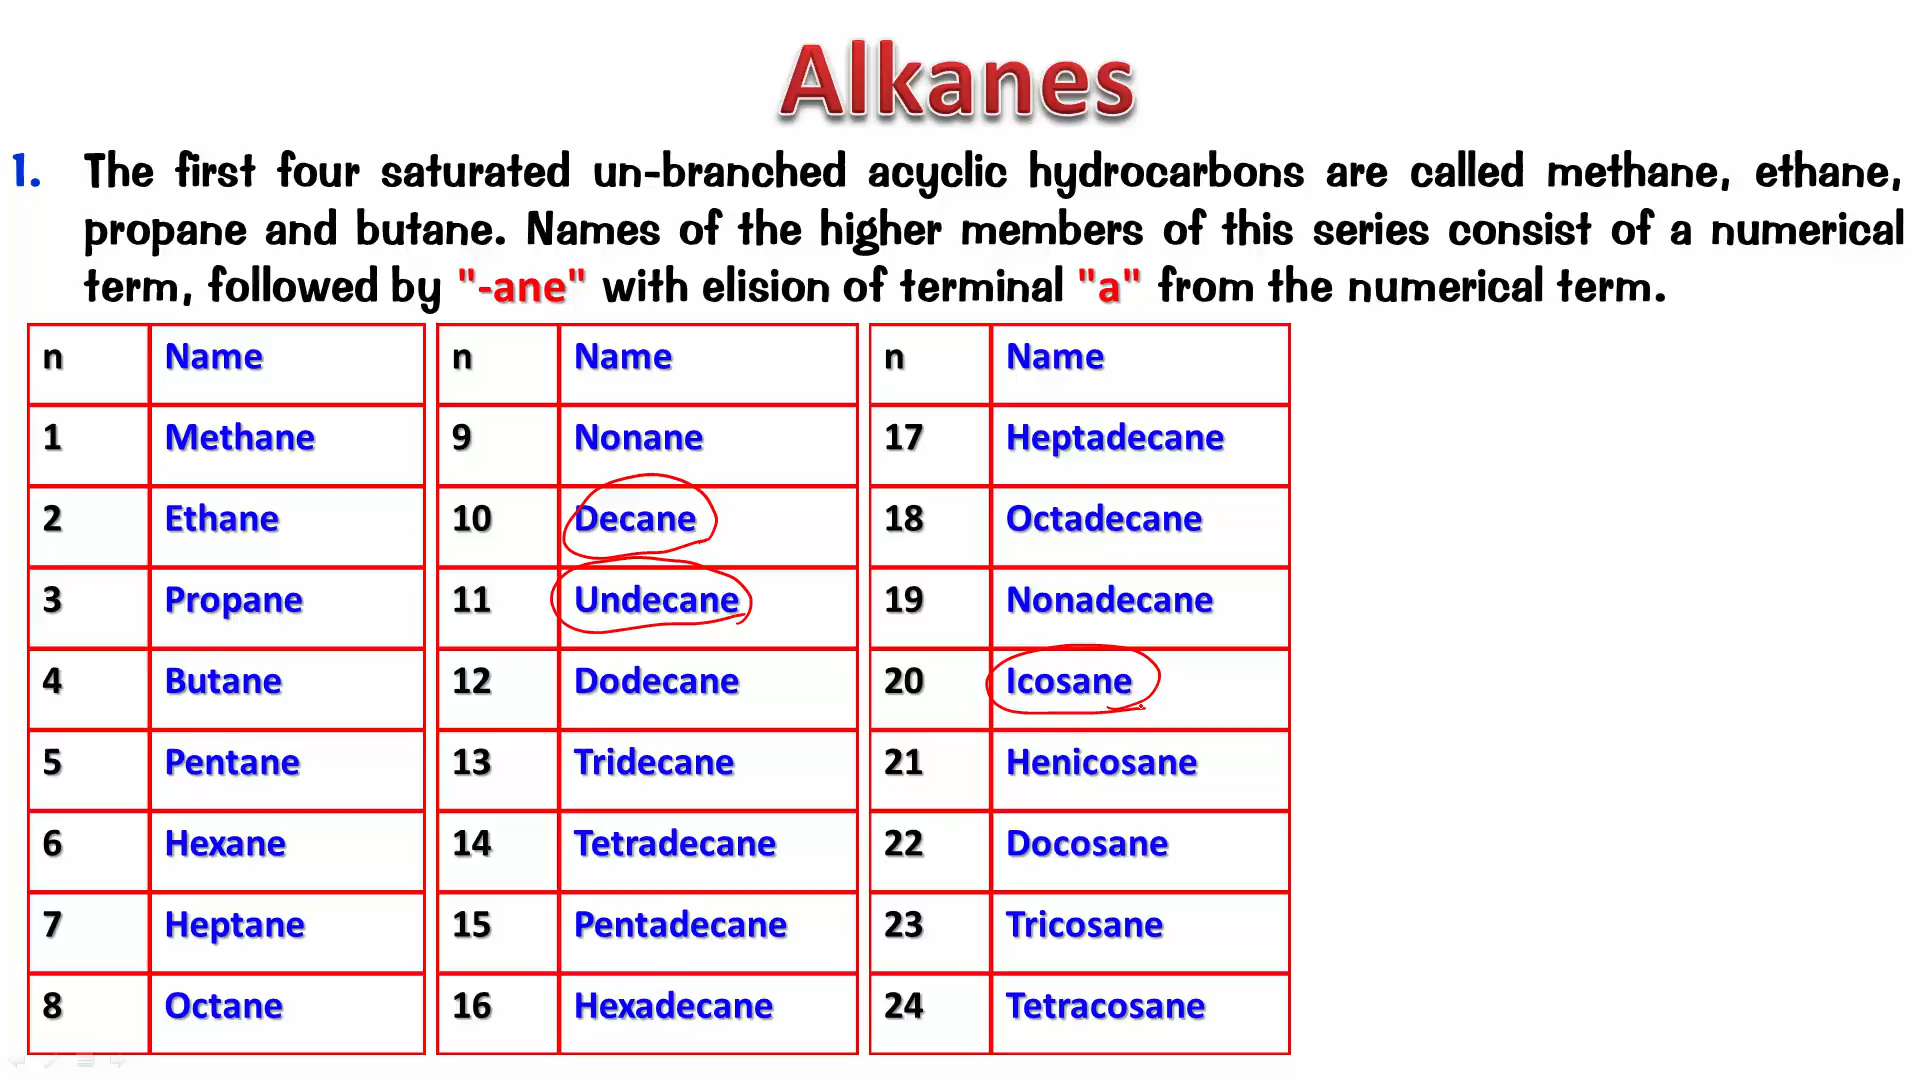 Alkanes
1. The first four saturated un-branched acyclic hydrocarbons are called methane, ethane,
propane and butane. Names of the higher members of this series consist of a numerical
term, followed by "-ane" with elision of terminal "a" from the numerical term.
n Name n Name n Name
1 Methane 9 Nonane 17 Heptadecane
2 Ethane 10 Decane 18 Octadecane
3 Propane 11 Undecane 19 Nonadecane
4 Butane 12 Dodecane 20 Icosane
5 Pentane 13 Tridecane 21 Henicosane
6 Hexane 14 Tetradecane 22 Docosane
7 Heptane 15 Pentadecane 23 Tricosane
8 Octane 16 Hexadecane 24 Tetracosane